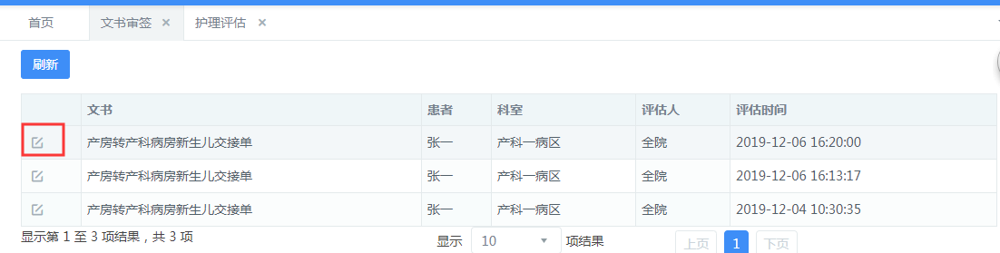 首页 文书审签 × 护理评估 ×
刷新
文书 患者 科室 评估人 评估时间
产房转产科病房新生儿交接单 张一 产科一病区 全院 2019-12-06 16:20:00
产房转产科病房新生儿交接单 张一 产科一病区 全院 2019-12-06 16:13:17
产房转产科病房新生儿交接单 张一 产科一病区 全院 2019-12-04 10:30:35
显示第 1 至 3 项结果，共 3 项 显示 10 项结果 上页 1 下页